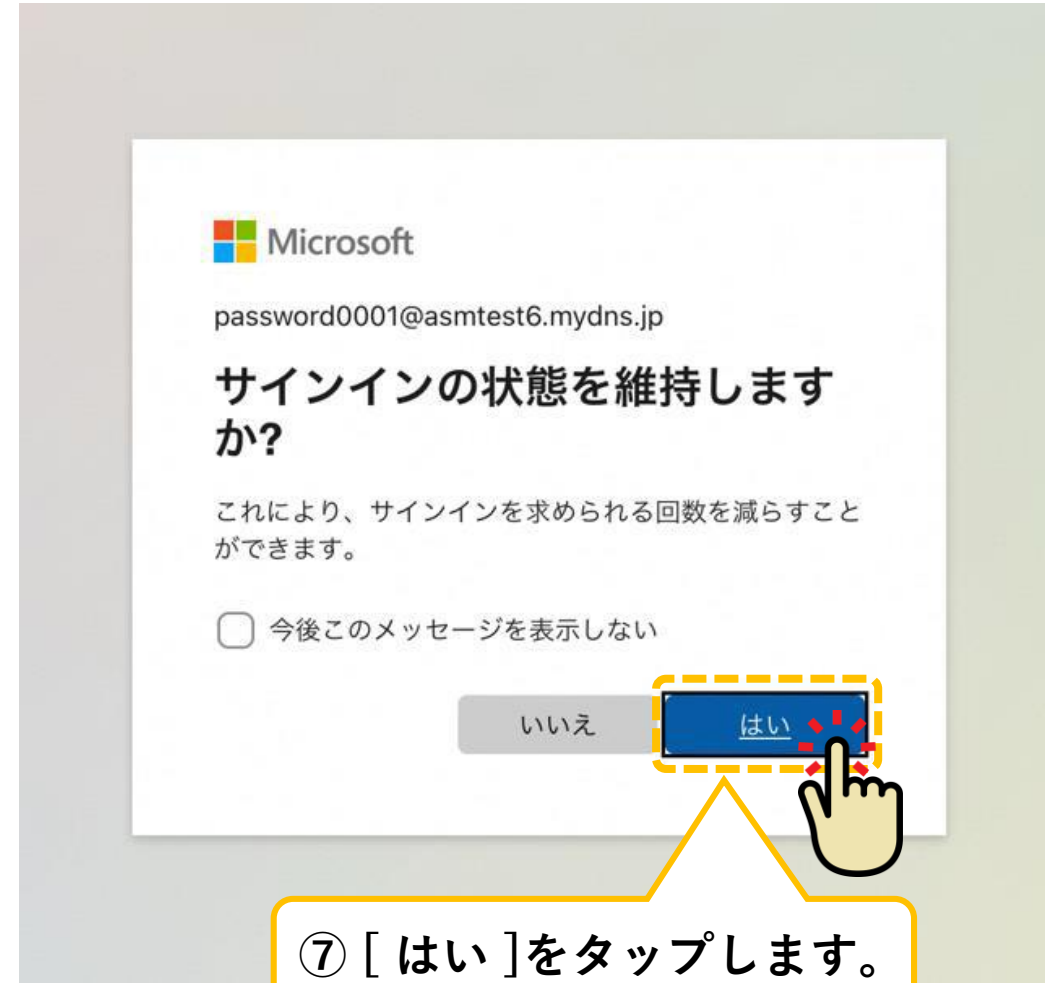 Microsoft
password0001@asmtest6.mydns.jp
サインインの状態を維持します
か?
これにより、サインインを求められる回数を減らすこと
ができます。
今後このメッセージを表示しない
いいえ
はい
⑦ [ はい ]をタップします。